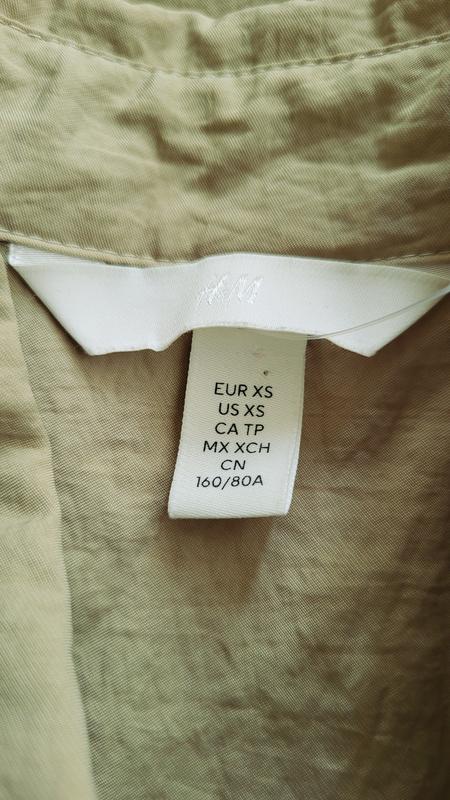 H&M
EUR XS
US XS
CA TP
MX XCH
CN
160/80A